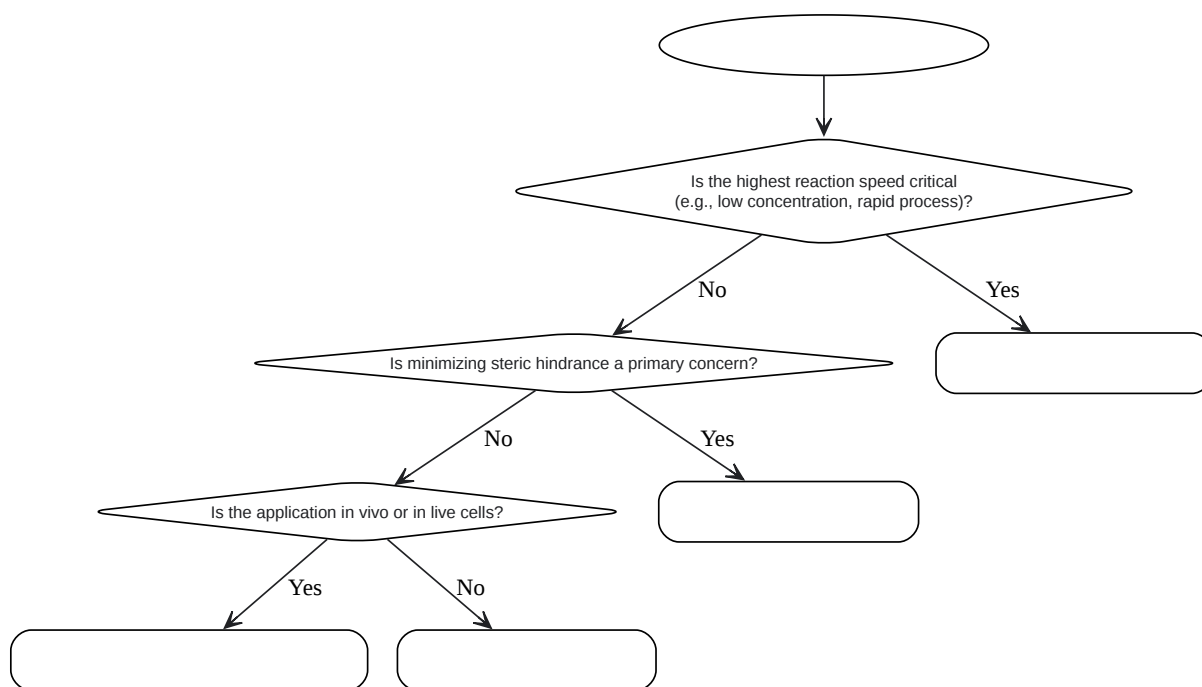 Is the highest reaction speed critical
(e.g., low concentration, rapid process)?
No
Yes
Is minimizing steric hindrance a primary concern?
No
Yes
Is the application in vivo or in live cells?
Yes
No